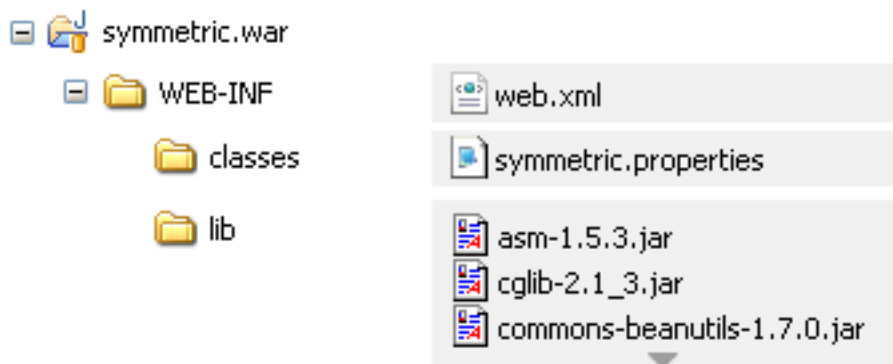 symmetric.war
WEB-INF web.xml
classes symmetric.properties
lib
asm-1.5.3.jar
cglib-2.1_3.jar
commons-beanutils-1.7.0.jar